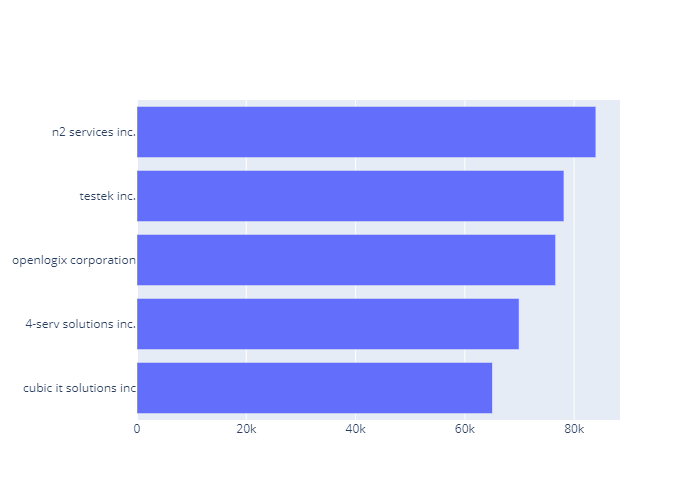 n2 services inc.
testek inc.
openlogix corporation
4-serv solutions inc.
cubic it solutions inc
0 20k 40k 60k 80k